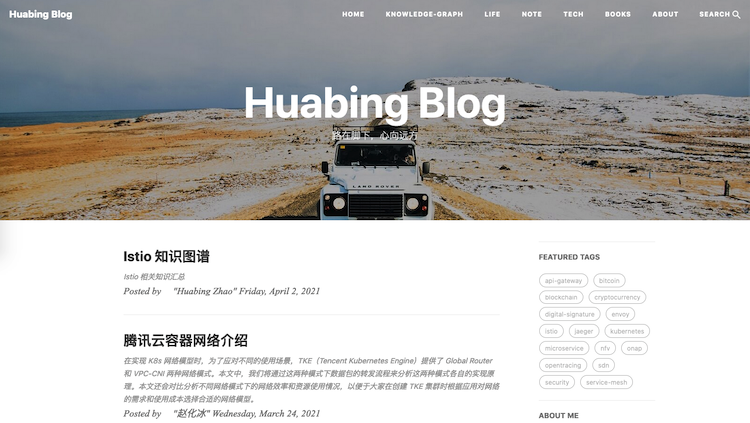 Huabing Blog
HOME KNOWLEDGE-GRAPH LIFE NOTE TECH BOOKS ABOUT SEARCH
Huabing Blog
路在脚下，心向远方
LAND ROVER
Istio 知识图谱
Istio 相关知识汇总
Posted by "Huabing Zhao" Friday, April 2, 2021
腾讯云容器网络介绍
在实现 K8s 网络模型时，为了应对不同的使用场景，TKE（Tencent Kubernetes Engine）提供了 Global Router
和 VPC-CNI 两种网络模式。本文中，我们将通过这两种模式下数据包的转发流程来分析这两种模式各自的实现原
理。本文还会对比分析不同网络模式下的网络效率和资源使用情况，以便于大家在创建 TKE 集群时根据应用对网络
的需求和使用成本选择合适的网络模型。
Posted by "赵化冰" Wednesday, March 24, 2021
FEATURED TAGS
api-gateway bitcoin
blockchain cryptocurrency
digital-signature envoy
istio jaeger kubernetes
microservice nfv onap
opentracing sdn
security service-mesh
ABOUT ME